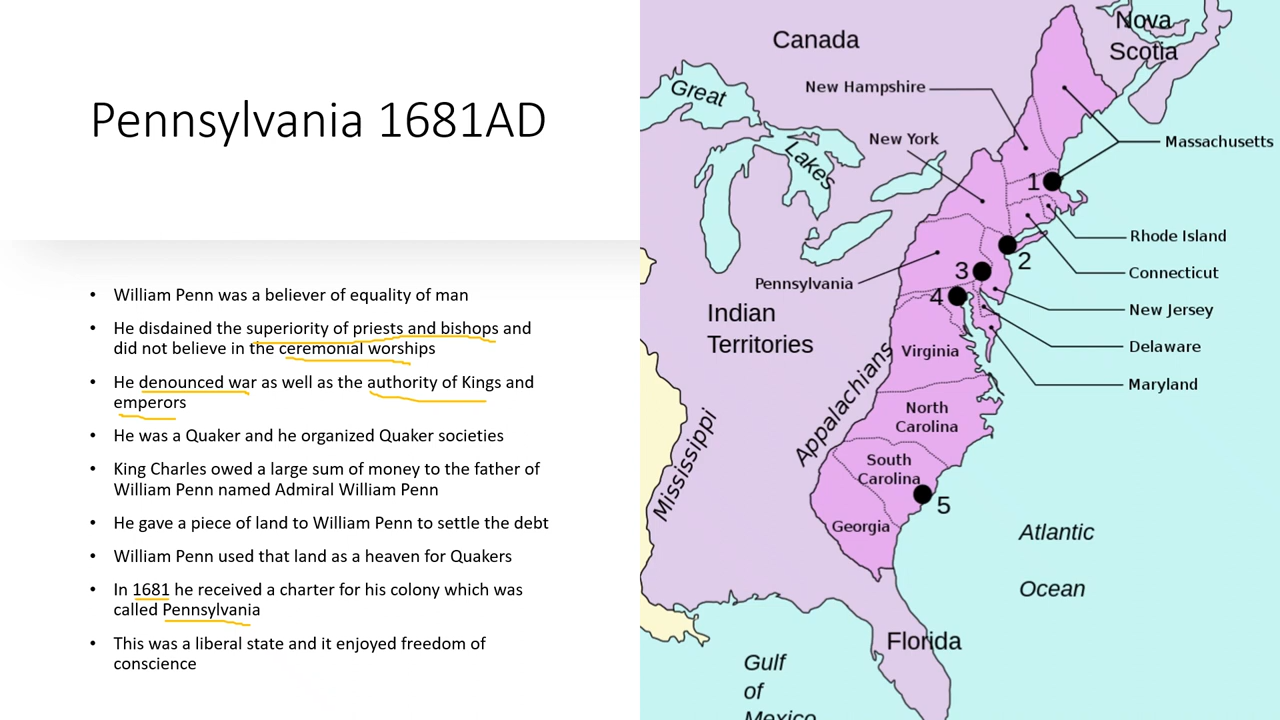 Pennsylvania 1681AD
• William Penn was a believer of equality of man
• He disdained the superiority of priests and bishops and
did not believe in the ceremonial worships
• He denounced war as well as the authority of Kings and
emperors
• He was a Quaker and he organized Quaker societies
• King Charles owed a large sum of money to the father of
William Penn named Admiral William Penn
• He gave a piece of land to William Penn to settle the debt
• William Penn used that land as a heaven for Quakers
• In 1681 he received a charter for his colony which was
called Pennsylvania
• This was a liberal state and it enjoyed freedom of
conscience
Nova
Scotia
Canada
New Hampshire
Great
Lakes
New York
Massachusetts
1
Rhode Island
2
Connecticut
3
Pennsylvania
4
New Jersey
Indian
Territories
Delaware
Virginia
Maryland
Appalachians
North
Carolina
Mississippi
South
Carolina
5
Georgia
Atlantic
Ocean
Florida
Gulf
of
Mexico